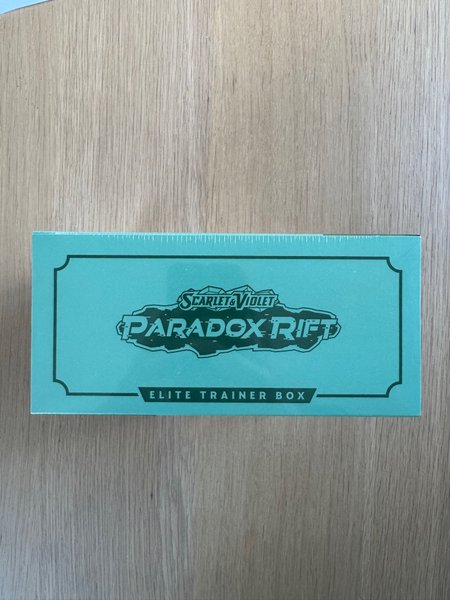 SCARLET & VIOLET
PARADOX RIFT
ELITE TRAINER BOX